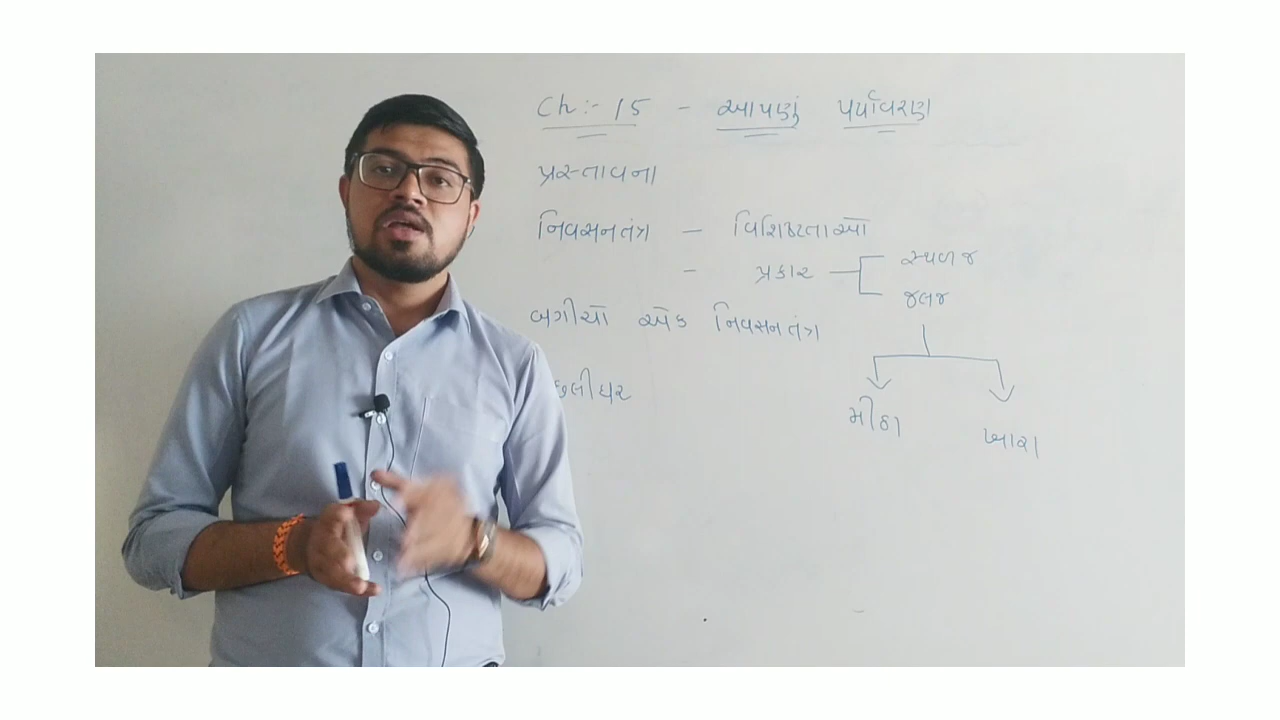 Ch :- 15 - આપણું પર્યાવરણ
પ્રસ્તાવના
નિવસનતંત્ર - વિશિષ્ટતાઓ
- પ્રકાર સ્થળજ
જલજ
બગીચો એક નિવસનતંત્ર
મીઠા
ખારા